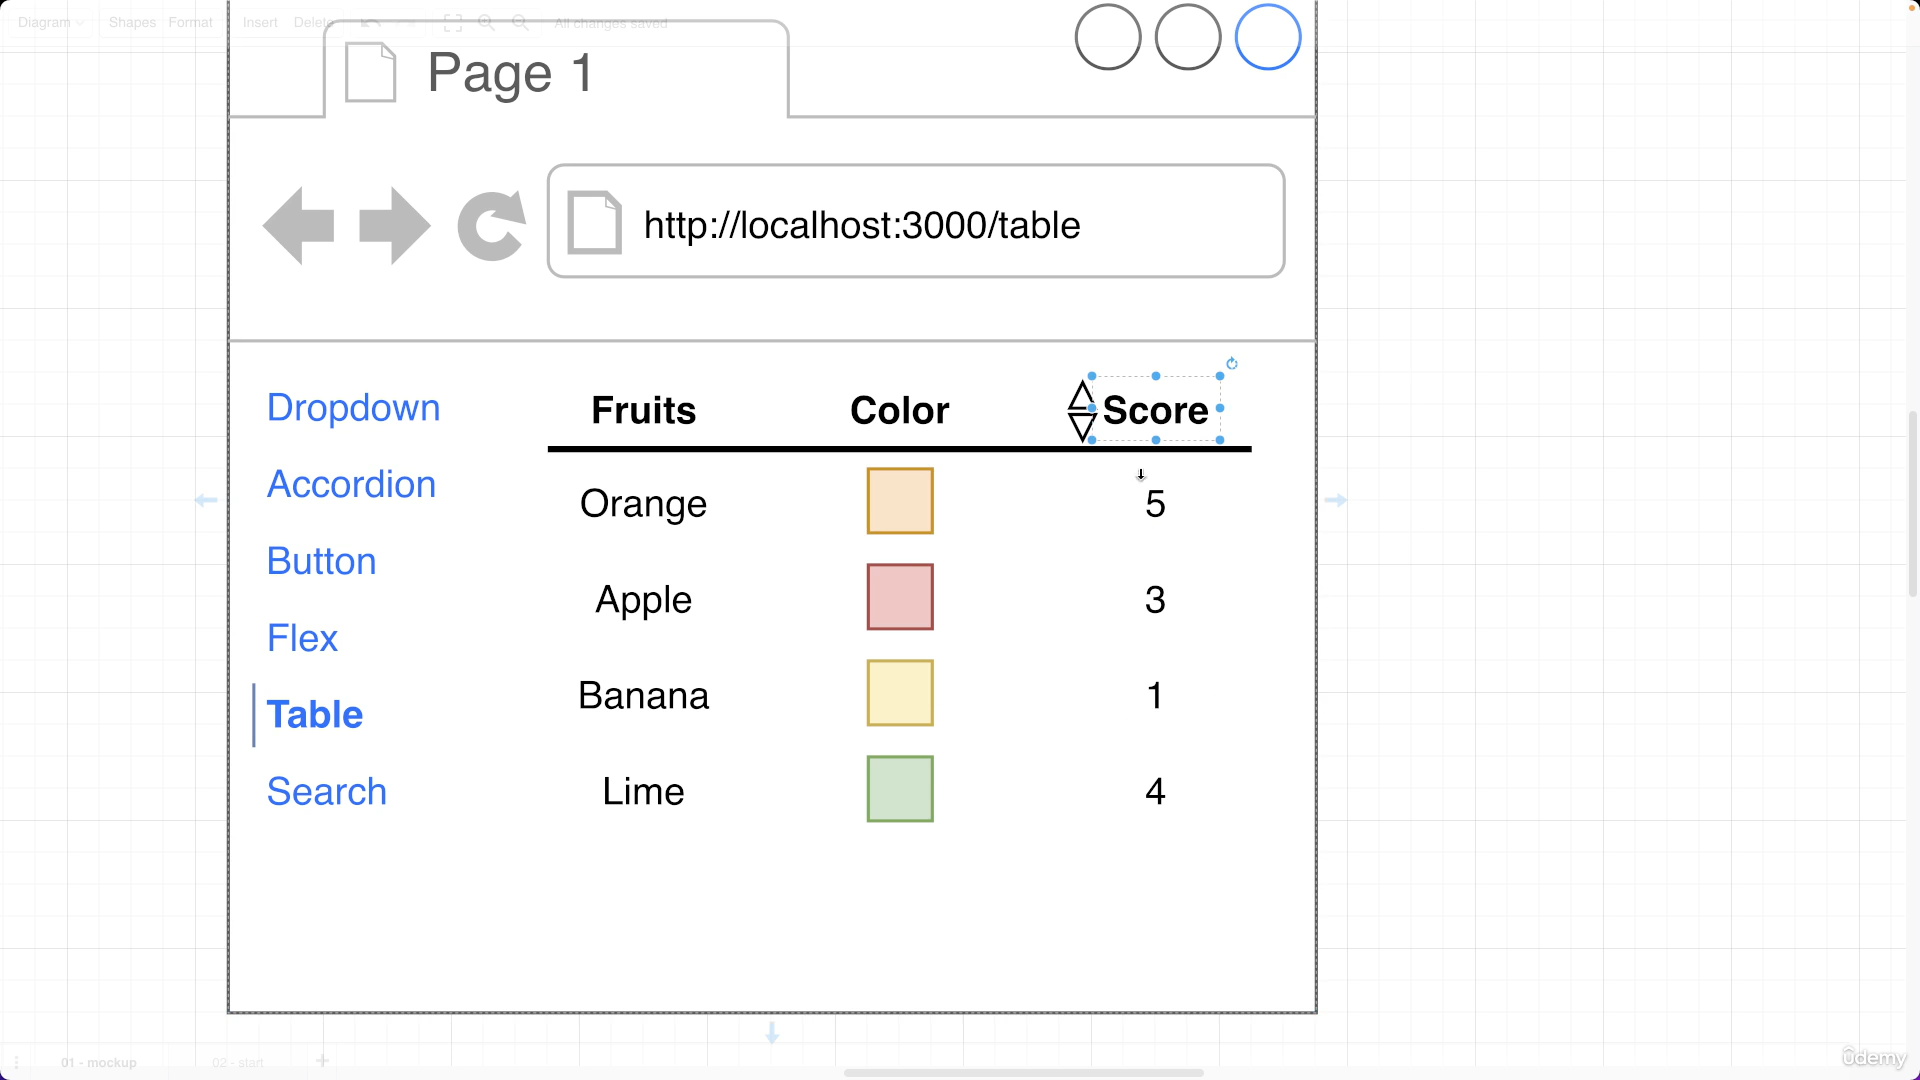 Diagram Shapes Format Insert Delete All changes saved
Page 1
http://localhost:3000/table
Dropdown Fruits Color Score
Accordion Orange 5
Button Apple 3
Flex
Table Banana 1
Search Lime 4
01 - mockup 02 - start
ûdemy